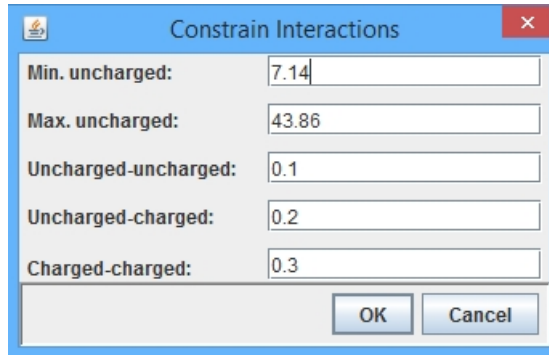 Constrain Interactions
Min. uncharged: 7.14
Max. uncharged: 43.86
Uncharged-uncharged: 0.1
Uncharged-charged: 0.2
Charged-charged: 0.3
OK Cancel